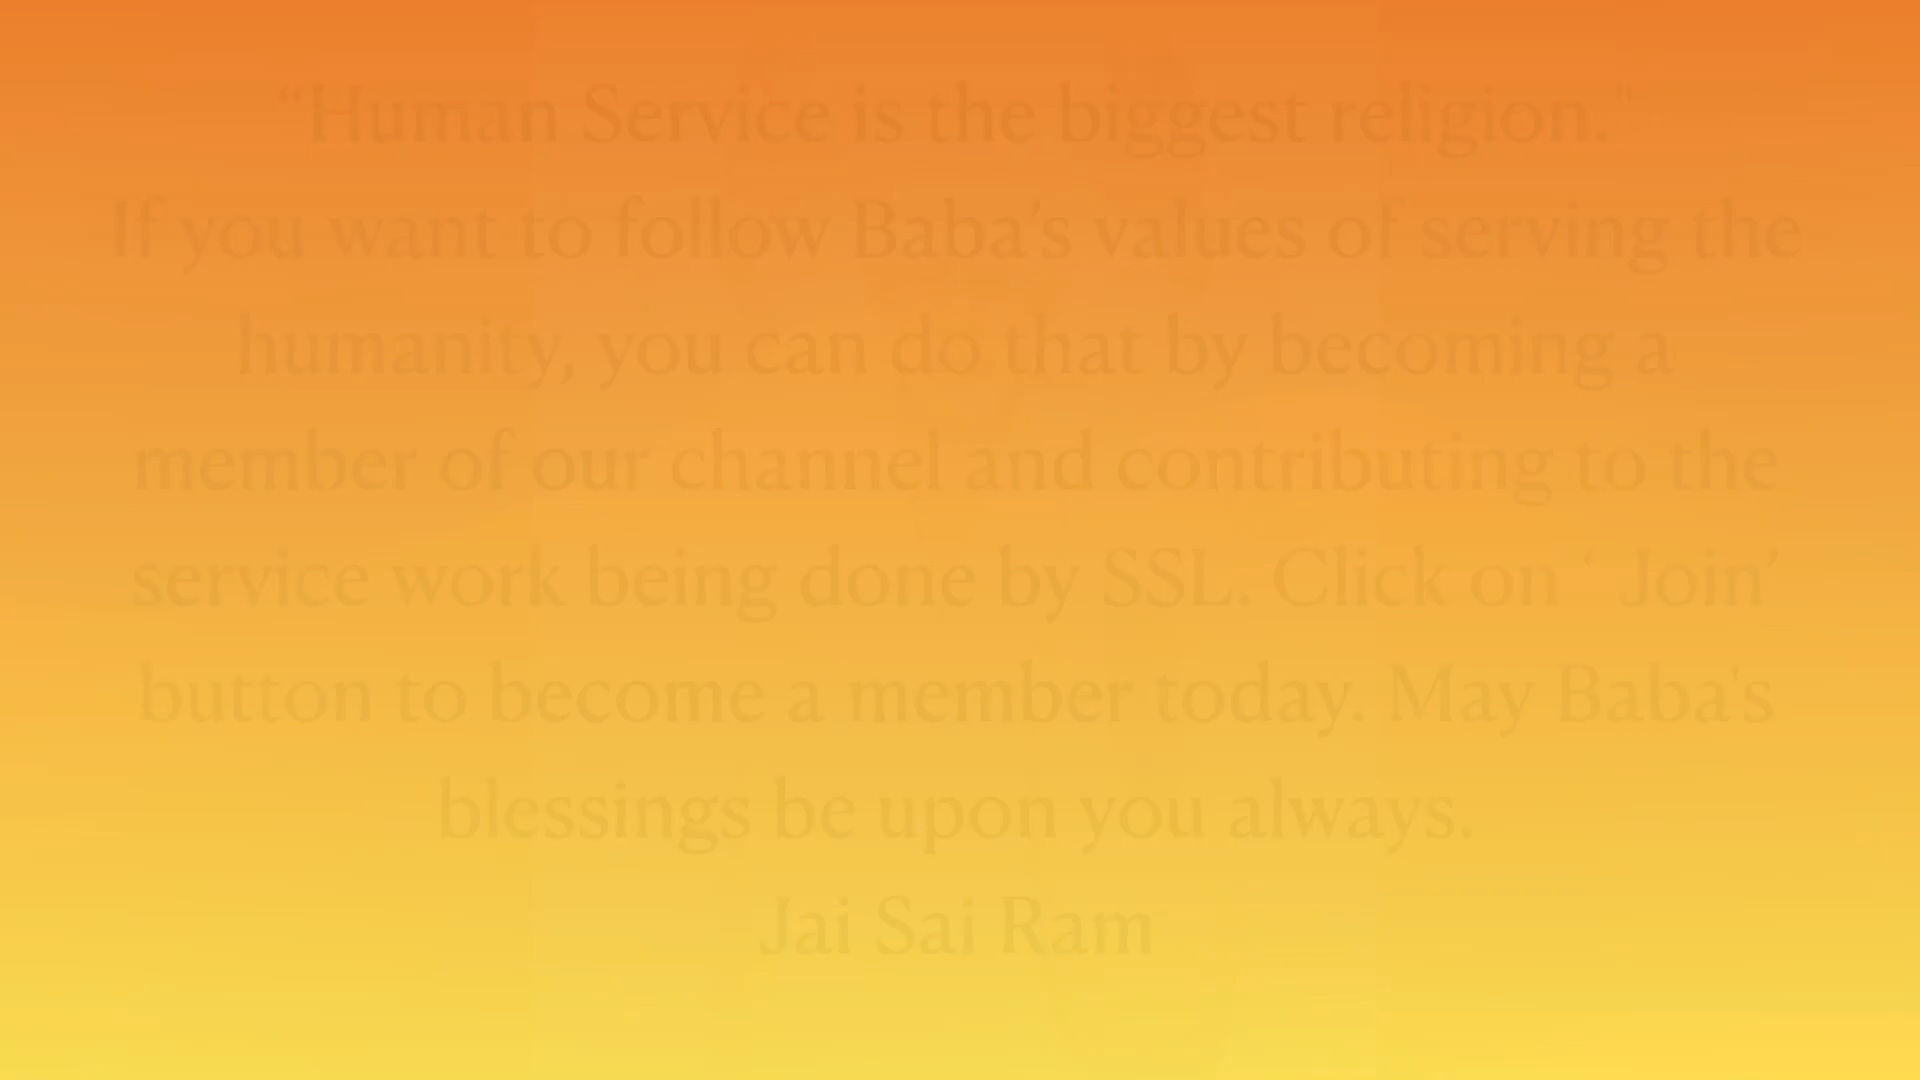 “Human Service is the biggest religion."
If you want to follow Baba’s values of serving the
humanity, you can do that by becoming a
member of our channel and contributing to the
service work being done by SSL. Click on ‘ Join’
button to become a member today. May Baba's
blessings be upon you always.
Jai Sai Ram